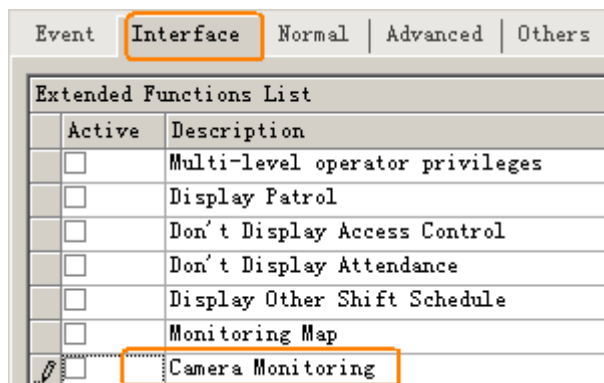 Event Interface Normal Advanced Others
Extended Functions List
Active Description
Multi-level operator privileges
Display Patrol
Don't Display Access Control
Don't Display Attendance
Display Other Shift Schedule
Monitoring Map
Camera Monitoring